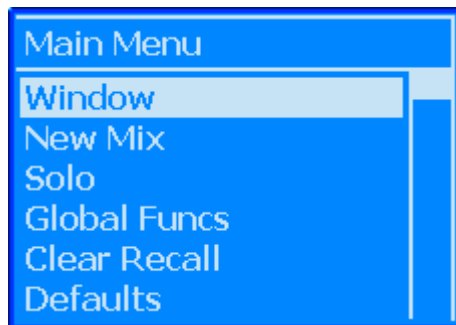 Main Menu
Window
New Mix
Solo
Global Funcs
Clear Recall
Defaults